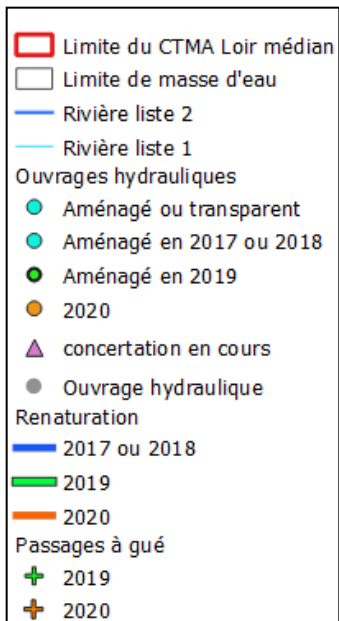 Limite du CTMA Loir médian
Limite de masse d'eau
Rivière liste 2
Rivière liste 1
Ouvrages hydrauliques
Aménagé ou transparent
Aménagé en 2017 ou 2018
Aménagé en 2019
2020
concertation en cours
Ouvrage hydraulique
Renaturation
2017 ou 2018
2019
2020
Passages à gué
2019
2020